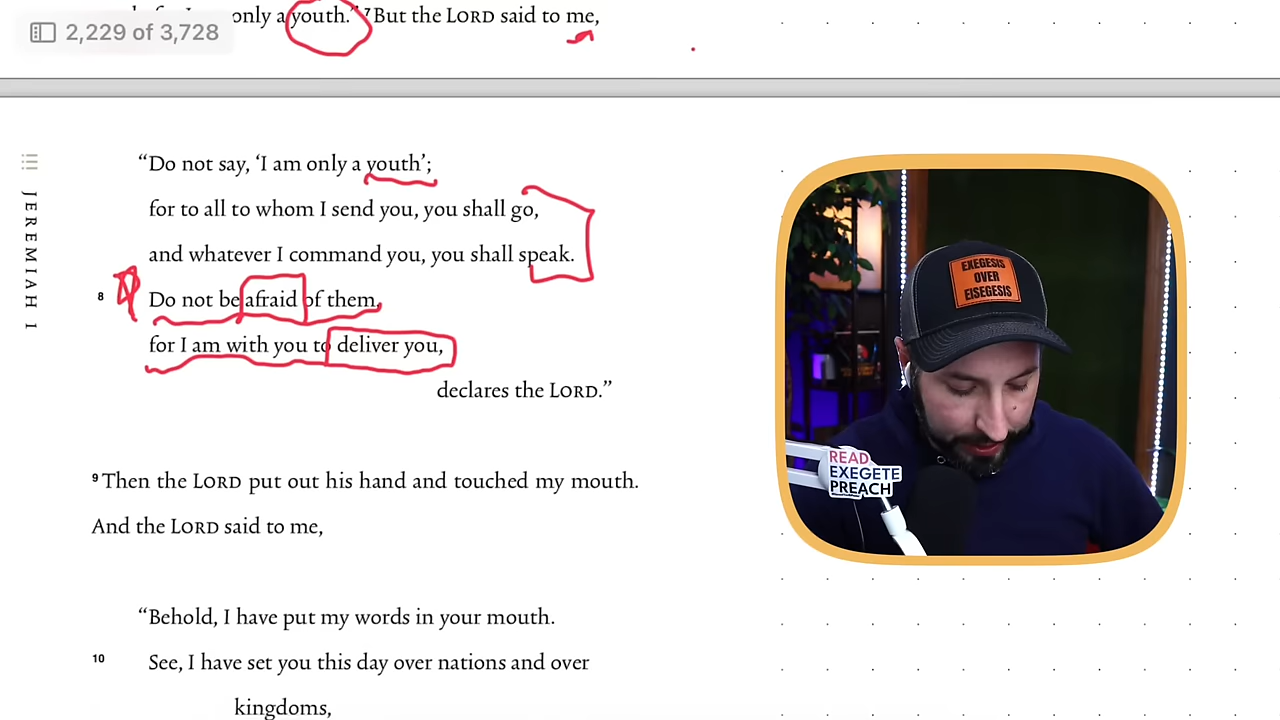 only a youth.” 7 But the LORD said to me,
2,229 of 3,728
JEREMIAH 1
“Do not say, ‘I am only a youth’;
for to all to whom I send you, you shall go,
and whatever I command you, you shall speak.
8 Do not be afraid of them,
for I am with you to deliver you,
declares the LORD.”
9 Then the LORD put out his hand and touched my mouth.
And the LORD said to me,
“Behold, I have put my words in your mouth.
10 See, I have set you this day over nations and over
kingdoms,
EXEGESIS
OVER
EISEGESIS
READ
EXEGETE
PREACH